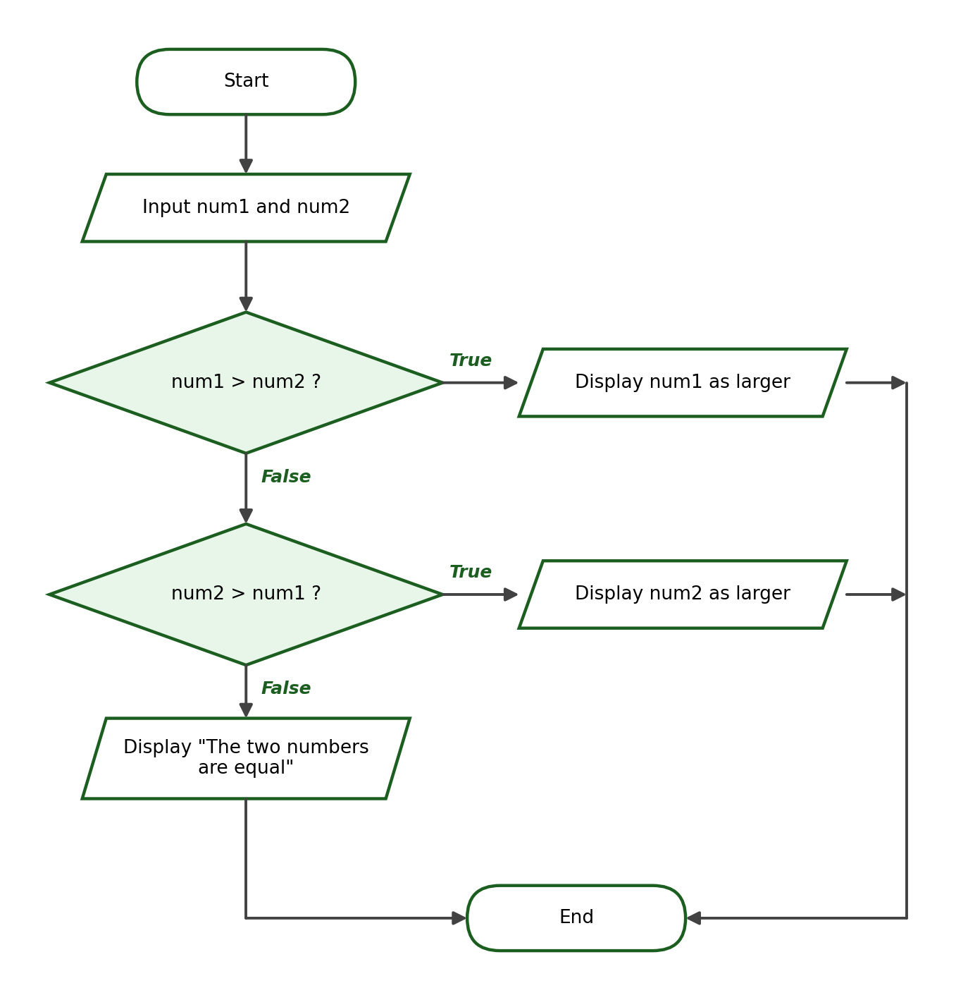 Start
Input num1 and num2
num1 > num2 ?
True
Display num1 as larger
False
num2 > num1 ?
True
Display num2 as larger
False
Display "The two numbers
are equal"
End